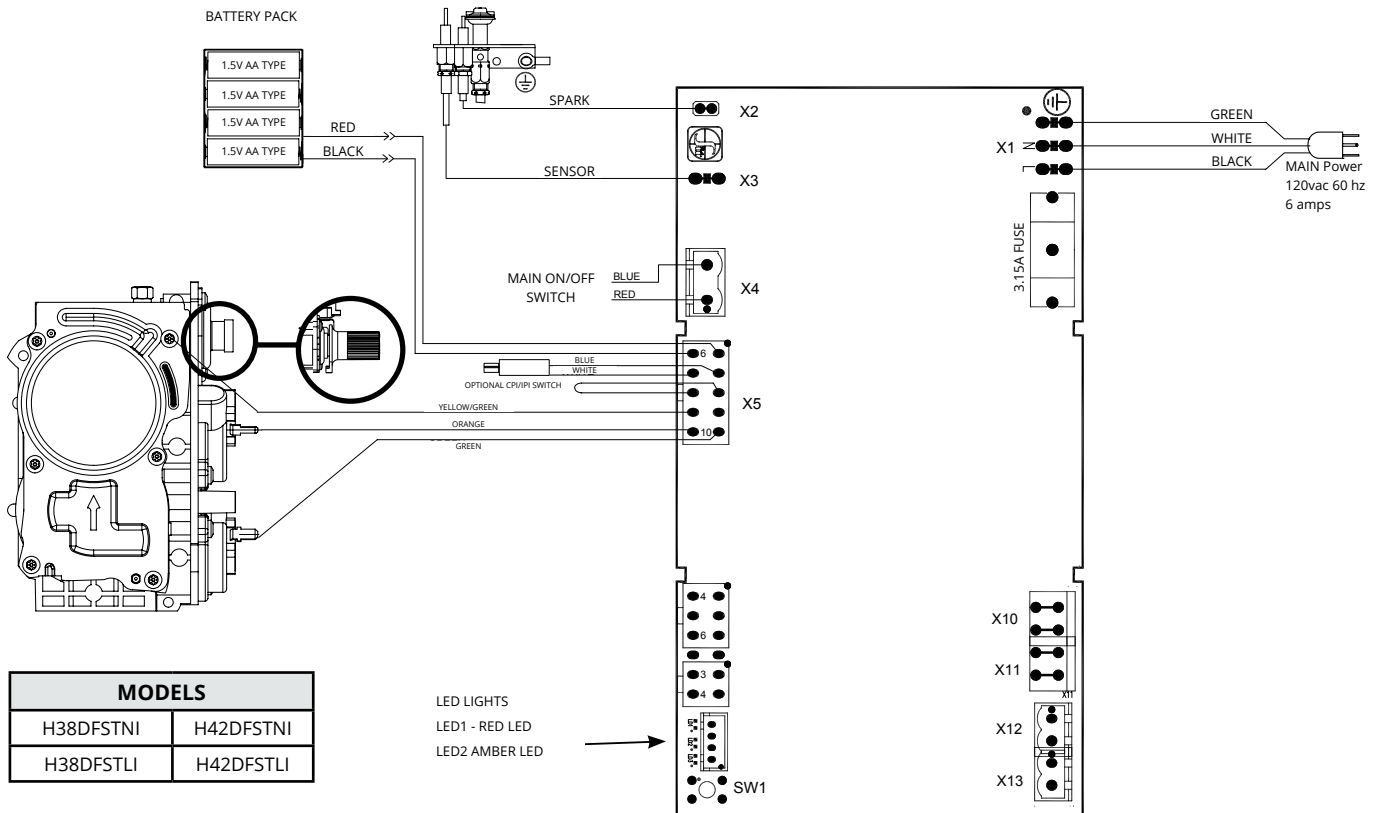 BATTERY PACK
1.5V AA TYPE
1.5V AA TYPE
1.5V AA TYPE
1.5V AA TYPE
RED
BLACK
SPARK
SENSOR
X2
X3
X1
N
L
GREEN
WHITE
BLACK
MAIN Power
120vac 60 hz
6 amps
3.15A FUSE
MAIN ON/OFF
SWITCH
BLUE
RED
X4
6
BLUE
WHITE
OPTIONAL CPI/IPI SWITCH
X5
YELLOW/GREEN
ORANGE
10
GREEN
4
6
3
4
X10
X11
X11
X12
X13
LED LIGHTS
LED1 - RED LED
LED2 AMBER LED
SW1
MODELS
H38DFSTNI H42DFSTNI
H38DFSTLI H42DFSTLI